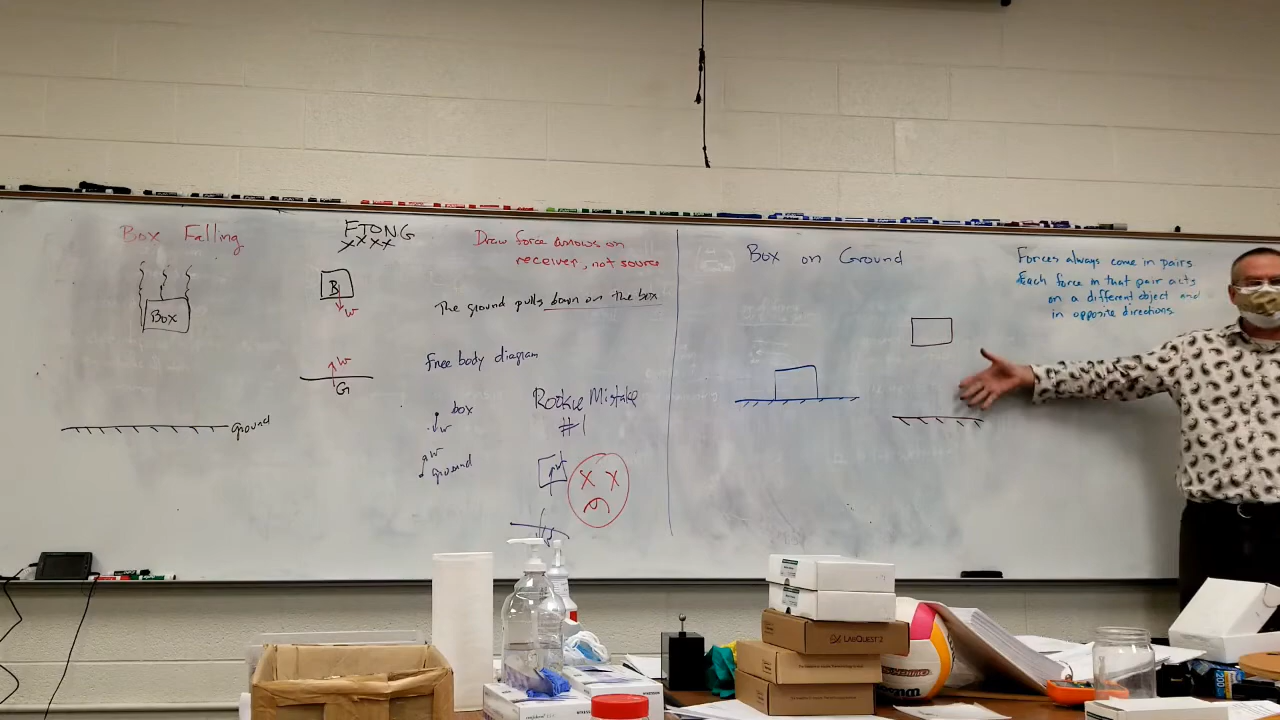 Box Falling
Box
ground
FTONG
xxxx
B
w
w
G
Draw force arrows on
receiver, not source
The ground pulls down on the box
Free body diagram
box
w
w
ground
Rookie Mistake
#1
x x
Box on Ground
Forces always come in pairs.
Each force in that pair acts
on a different object and
in opposite directions.
LABQUEST 2